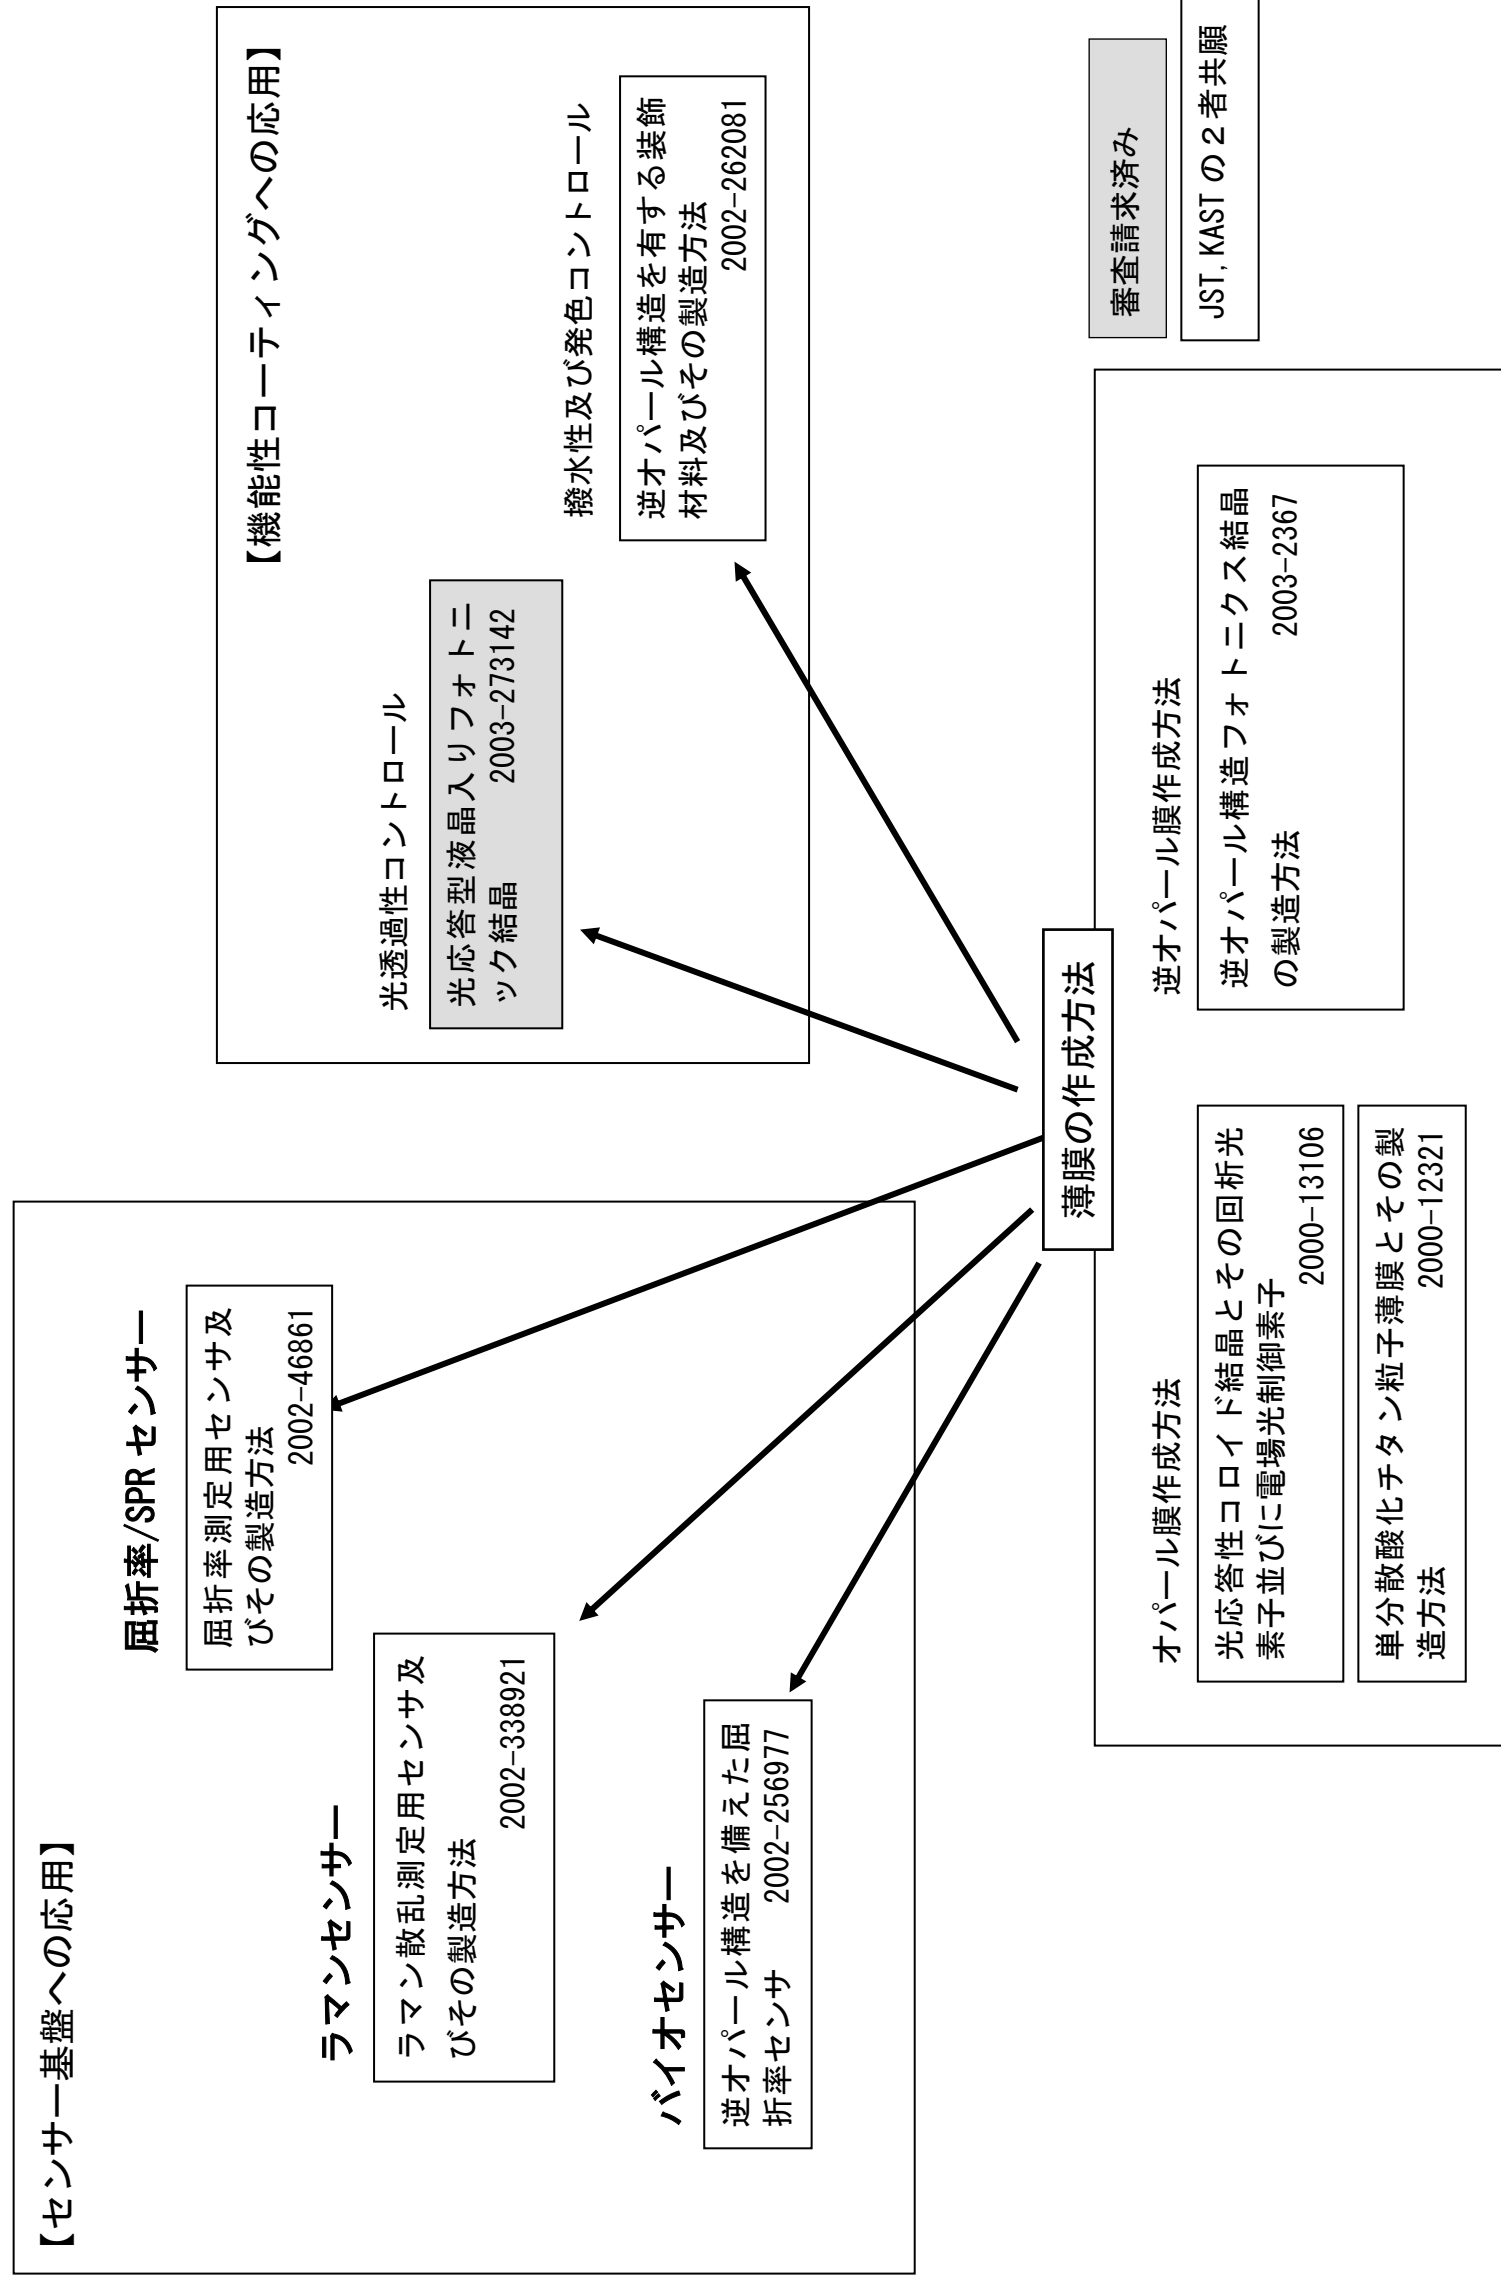 【センサー基盤への応用】
屈折率/SPRセンサー
屈折率測定用センサ及
びその製造方法
2002-46861
ラマンセンサー
ラマン散乱測定用センサ及
びその製造方法
2002-338921
バイオセンサー
逆オパール構造を備えた屈
折率センサ 2002-256977
【機能性コーティングへの応用】
光透過性コントロール
光応答型液晶入りフォトニ
ック結晶 2003-273142
撥水性及び発色コントロール
逆オパール構造を有する装飾
材料及びその製造方法
2002-262081
薄膜の作成方法
オパール膜作成方法
光応答性コロイド結晶とその回析光
素子並びに電場光制御素子
2000-13106
単分散酸化チタン粒子薄膜とその製
造方法 2000-12321
逆オパール膜作成方法
逆オパール構造フォトニクス結晶
の製造方法 2003-2367
審査請求済み
JST,KASTの2者共願